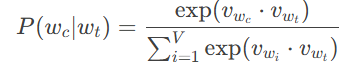 P(w_c|w_t) = \frac{\exp(v_{w_c} \cdot v_{w_t})}{\sum_{i=1}^{V} \exp(v_{w_i} \cdot v_{w_t})}